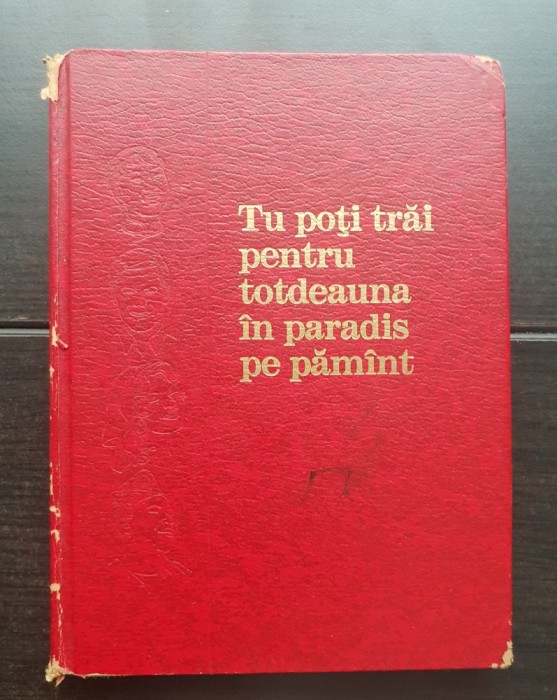 Tu poţi trăi
pentru
totdeauna
în paradis
pe pămînt